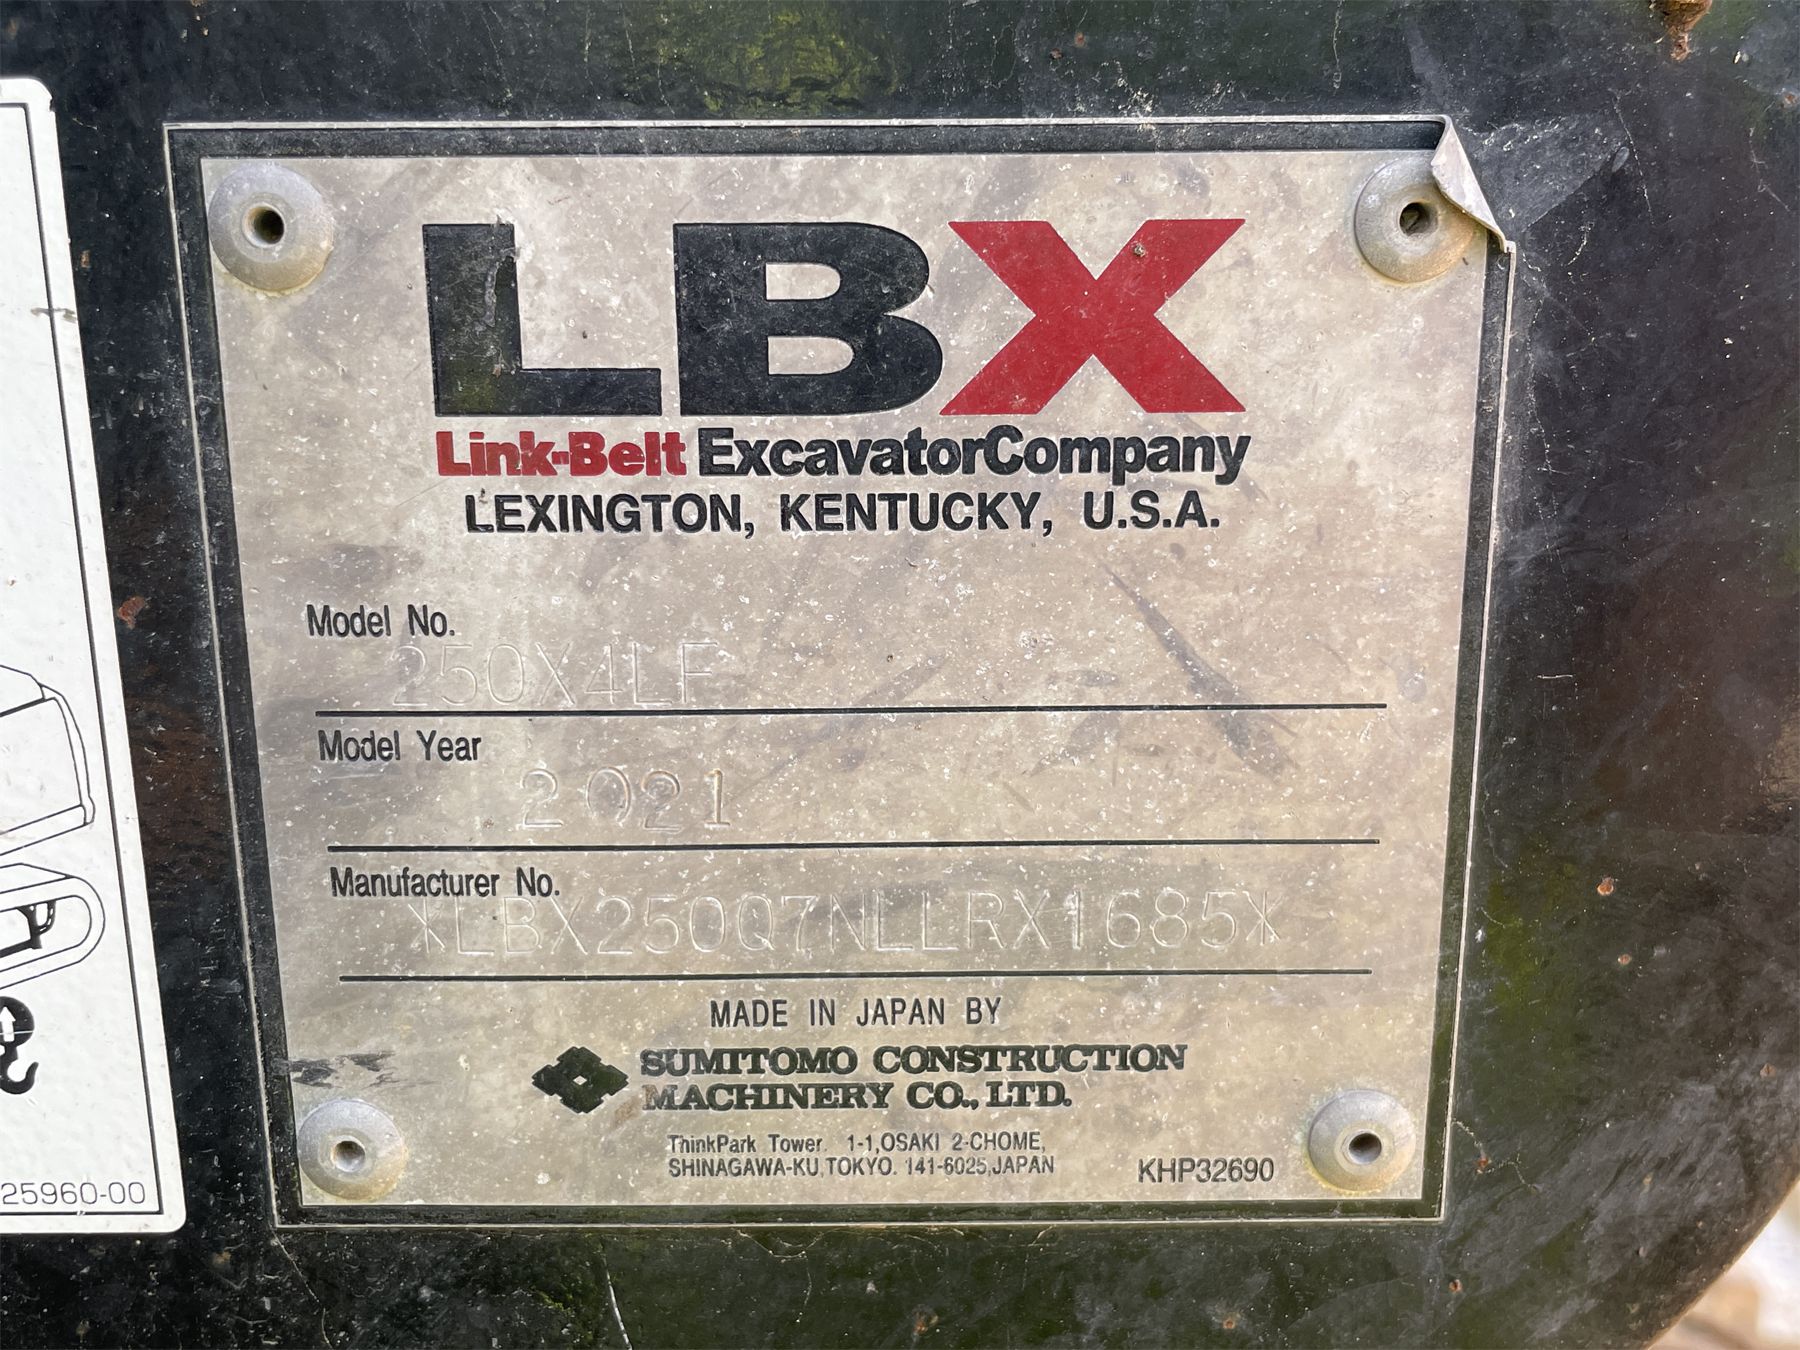 LBX
Link-Belt ExcavatorCompany
LEXINGTON, KENTUCKY, U.S.A.
Model No.
250X4LF
Model Year
2021
Manufacturer No.
*LBX250Q7NLLRX1685*
MADE IN JAPAN BY
SUMITOMO CONSTRUCTION
MACHINERY CO., LTD.
ThinkPark Tower. 1-1,OSAKI 2-CHOME,
SHINAGAWA-KU,TOKYO. 141-6025,JAPAN
KHP32690
25960-00